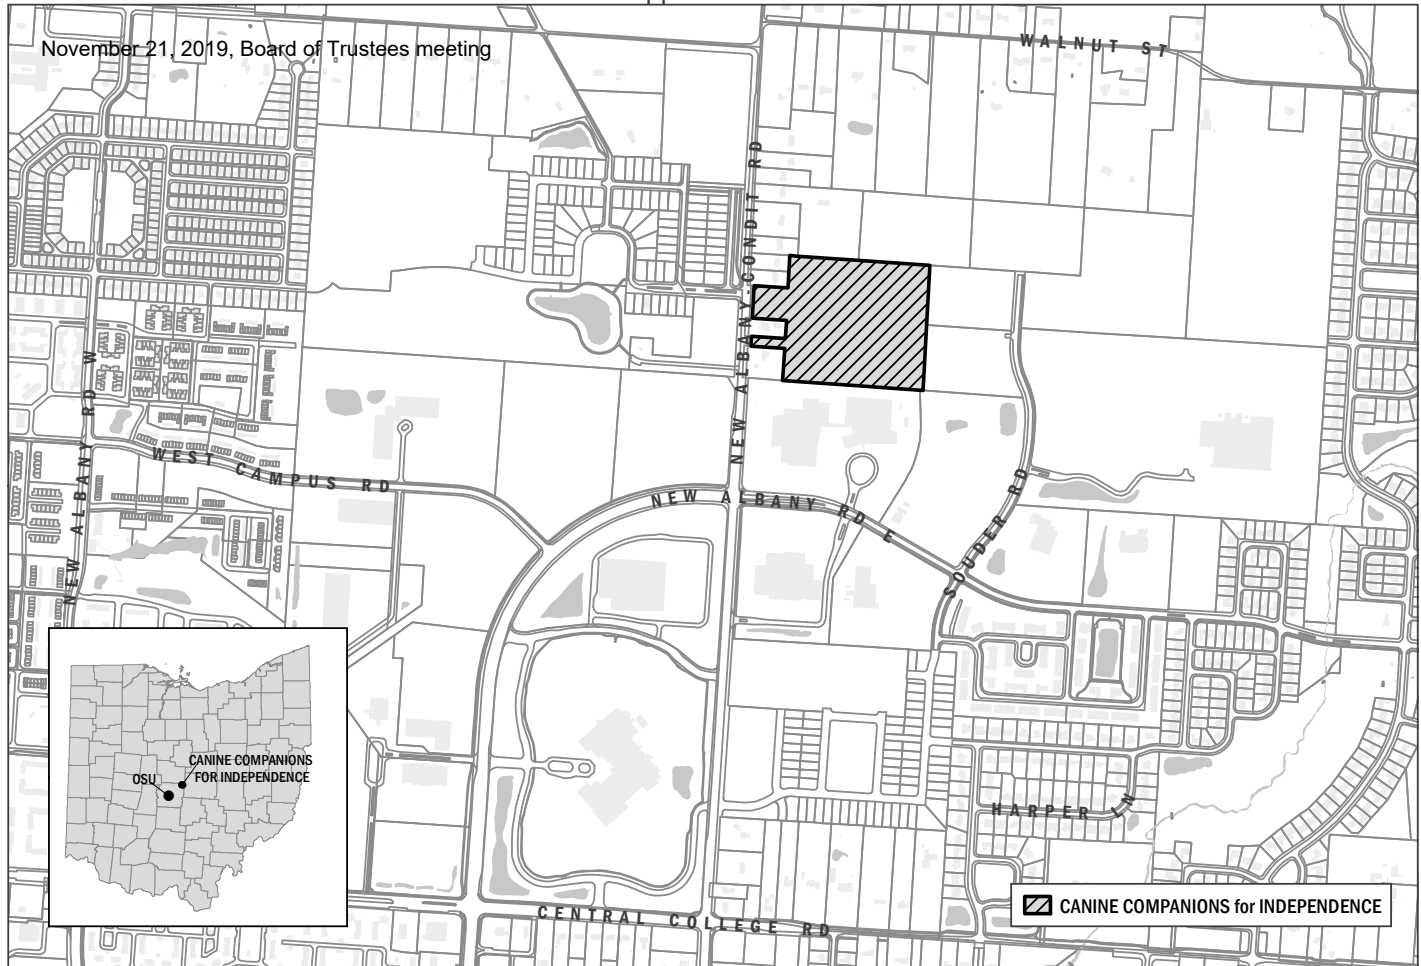 November 21, 2019, Board of Trustees meeting
WALNUT ST
NEW ALBANY-CONDIT RD
NEW ALBANY RD W
WEST CAMPUS RD
NEW ALBANY RD E
SOUDER RD
CANINE COMPANIONS
FOR INDEPENDENCE
OSU
HARPER LN
CANINE COMPANIONS for INDEPENDENCE
CENTRAL COLLEGE RD